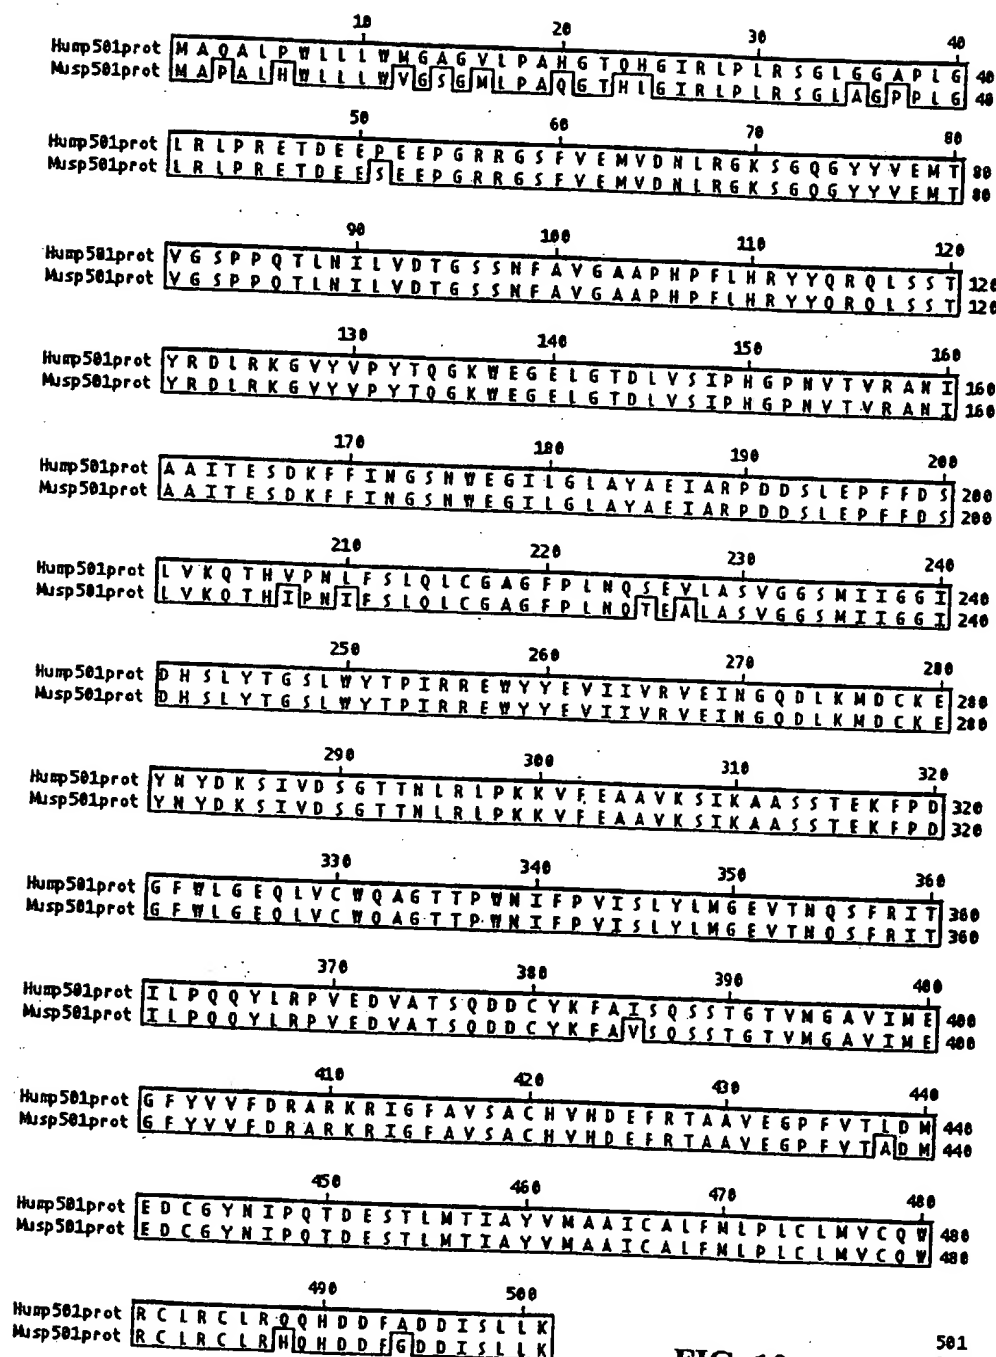 10 20 30 40
Hump501prot M A Q A L P W L L L W M G A G V L P A H G T Q H G I R L P L R S G L G G A P L G 40
Musp501prot M A P A L H W L L L W V G S G M L P A Q G T H L G I R L P L R S G L A G P P L G 40
50 60 70 80
Hump501prot L R L P R E T D E E P E E P G R R G S F V E M V D N L R G K S G Q G Y Y V E M T 80
Musp501prot L R L P R E T D E E S E E P G R R G S F V E M V D N L R G K S G Q G Y Y V E M T 80
90 100 110 120
Hump501prot V G S P P Q T L N I L V D T G S S N F A V G A A P H P F L H R Y Y Q R Q L S S T 120
Musp501prot V G S P P Q T L N I L V D T G S S N F A V G A A P H P F L H R Y Y Q R Q L S S T 120
130 140 150 160
Hump501prot Y R D L R K G V Y V P Y T Q G K W E G E L G T D L V S I P H G P N V T V R A N I 160
Musp501prot Y R D L R K G V Y V P Y T Q G K W E G E L G T D L V S I P H G P N V T V R A N I 160
170 180 190 200
Hump501prot A A I T E S D K F F I N G S N W E G I L G L A Y A E I A R P D D S L E P F F D S 200
Musp501prot A A I T E S D K F F I N G S N W E G I L G L A Y A E I A R P D D S L E P F F D S 200
210 220 230 240
Hump501prot L V K Q T H V P N L F S L Q L C G A G F P L N Q S E V L A S V G G S M I I G G I 240
Musp501prot L V K Q T H I P N I F S L Q L C G A G F P L N Q T E A L A S V G G S M I I G G I 240
250 260 270 280
Hump501prot D H S L Y T G S L W Y T P I R R E W Y Y E V I I V R V E I N G Q D L K M D C K E 280
Musp501prot D H S L Y T G S L W Y T P I R R E W Y Y E V I I V R V E I N G Q D L K M D C K E 280
290 300 310 320
Hump501prot Y N Y D K S I V D S G T T N L R L P K K V F E A A V K S I K A A S S T E K F P D 320
Musp501prot Y N Y D K S I V D S G T T N L R L P K K V F E A A V K S I K A A S S T E K F P D 320
330 340 350 360
Hump501prot G F W L G E Q L V C W Q A G T T P W N I F P V I S L Y L M G E V T N Q S F R I T 360
Musp501prot G F W L G E Q L V C W Q A G T T P W N I F P V I S L Y L M G E V T N Q S F R I T 360
370 380 390 400
Hump501prot I L P Q Q Y L R P V E D V A T S Q D D C Y K F A I S Q S S T G T V M G A V I M E 400
Musp501prot I L P Q Q Y L R P V E D V A T S Q D D C Y K F A V S Q S S T G T V M G A V I M E 400
410 420 430 440
Hump501prot G F Y V V F D R A R K R I G F A V S A C H V H D E F R T A A V E G P F V T L D M 440
Musp501prot G F Y V V F D R A R K R I G F A V S A C H V H D E F R T A A V E G P F V T A D M 440
450 460 470 480
Hump501prot E D C G Y N I P Q T D E S T L M T I A Y V M A A I C A L F M L P L C L M V C Q W 480
Musp501prot E D C G Y N I P Q T D E S T L M T I A Y V M A A I C A L F M L P L C L M V C Q W 480
490 500
Hump501prot R C L R C L R Q Q H D D F A D D I S L L K 501
Musp501prot R C L R C L R H Q H D D F G D D I S L L K